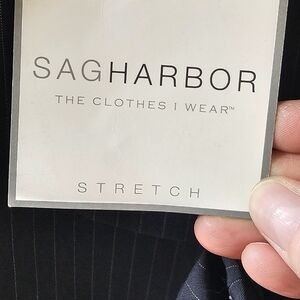 SAGHARBOR
THE CLOTHES I WEAR™
STRETCH